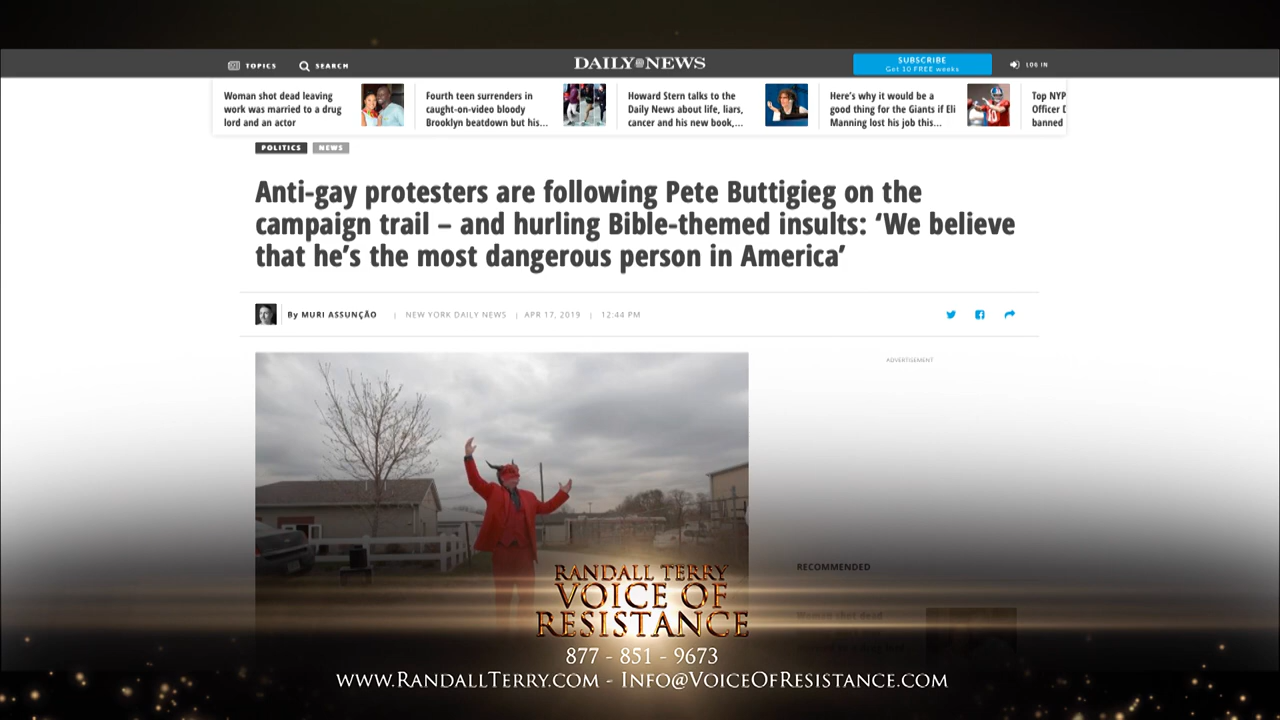 TOPICS
SEARCH
DAILY NEWS
SUBSCRIBE
Get 10 FREE weeks
LOG IN
Woman shot dead leaving
work was married to a drug
lord and an actor
Fourth teen surrenders in
caught-on-video bloody
Brooklyn beatdown but his...
Howard Stern talks to the
Daily News about life, liars,
cancer and his new book,...
Here's why it would be a
good thing for the Giants if Eli
Manning lost his job this...
Top NYP
Officer D
banned
POLITICS NEWS
Anti-gay protesters are following Pete Buttigieg on the
campaign trail – and hurling Bible-themed insults: ‘We believe
that he’s the most dangerous person in America’
By MURI ASSUNÇÃO | NEW YORK DAILY NEWS | APR 17, 2019 | 12:44 PM
ADVERTISEMENT
RECOMMENDED
Woman shot dead
RANDALL TERRY
VOICE OF
RESISTANCE
877 - 851 - 9673
WWW.RANDALLTERRY.COM - INFO@VOICEOFRESISTANCE.COM